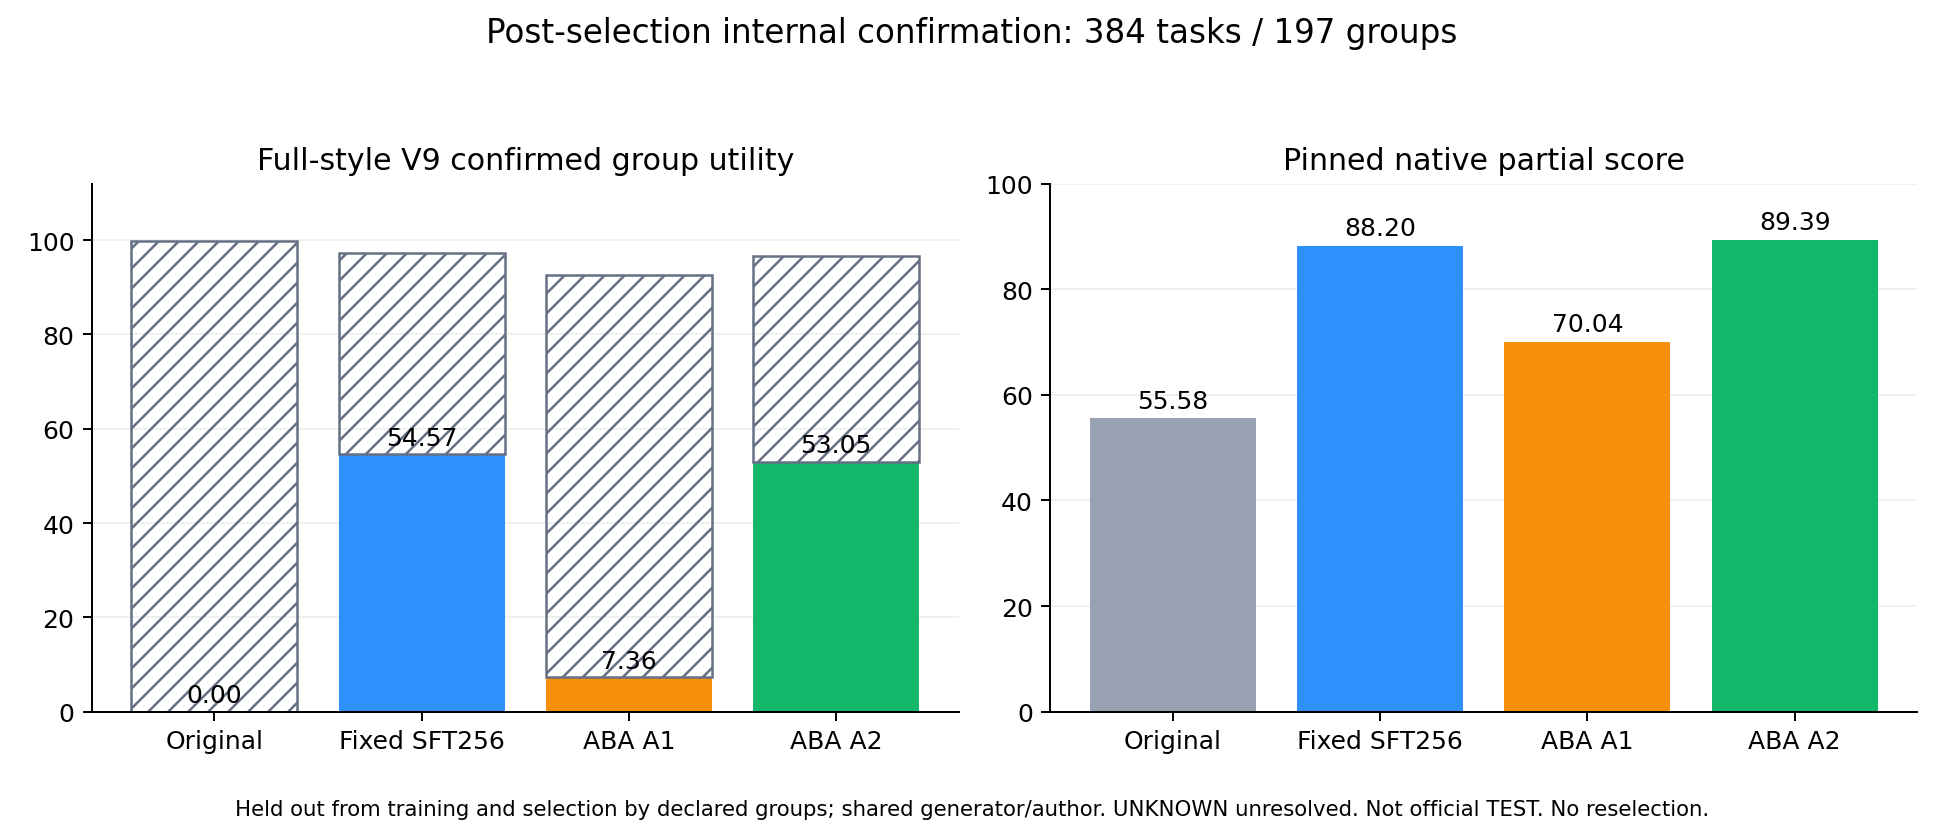 Post-selection internal confirmation: 384 tasks / 197 groups
Full-style V9 confirmed group utility
100
80
60
40
20
0
0.00
54.57
7.36
53.05
Original
Fixed SFT256
ABA A1
ABA A2
Pinned native partial score
100
80
60
40
20
0
55.58
88.20
70.04
89.39
Original
Fixed SFT256
ABA A1
ABA A2
Held out from training and selection by declared groups; shared generator/author. UNKNOWN unresolved. Not official TEST. No reselection.